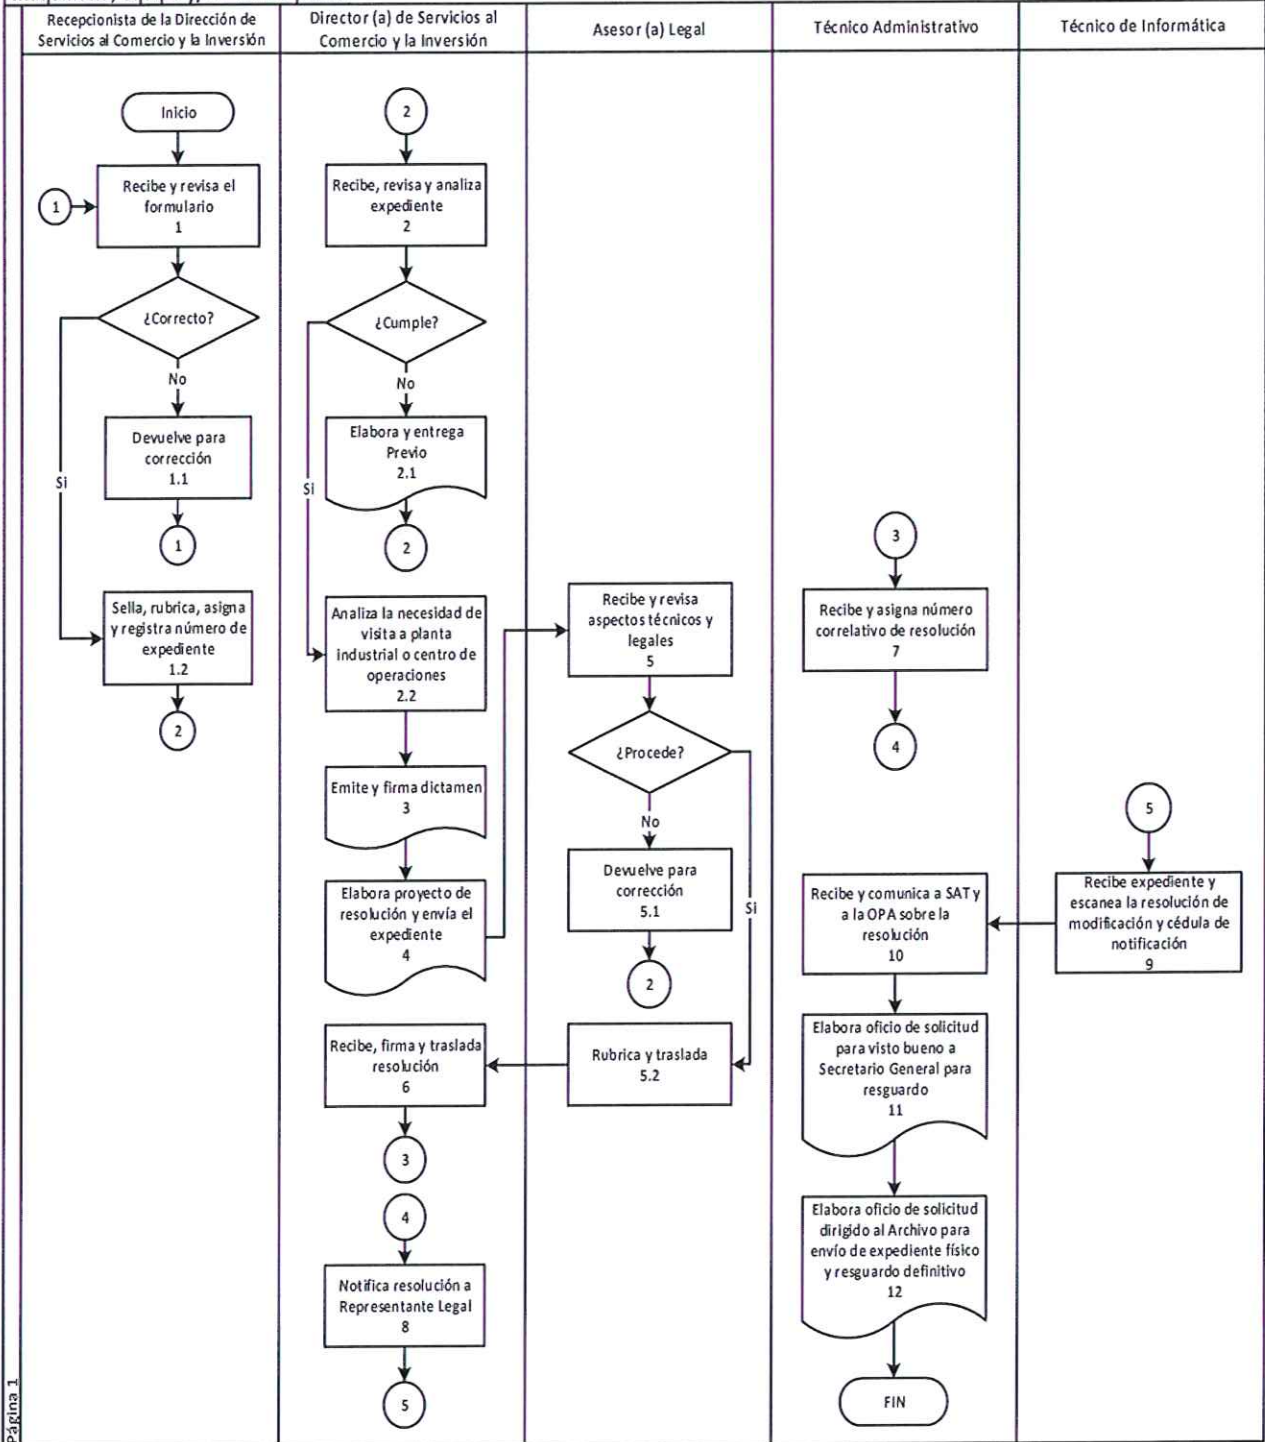 Recepcionista de la Dirección de
Servicios al Comercio y la Inversión
Director (a) de Servicios al
Comercio y la Inversión
Asesor (a) Legal
Técnico Administrativo
Técnico de Informática
Inicio
1
Recibe y revisa el
formulario
1
¿Correcto?
No
Si
Devuelve para
corrección
1.1
1
Sella, rubrica, asigna
y registra número de
expediente
1.2
2
2
Recibe, revisa y analiza
expediente
2
¿Cumple?
No
Si
Elabora y entrega
Previo
2.1
2
Analiza la necesidad de
visita a planta
industrial o centro de
operaciones
2.2
Emite y firma dictamen
3
Elabora proyecto de
resolución y envía el
expediente
4
Recibe, firma y traslada
resolución
6
3
4
Notifica resolución a
Representante Legal
8
5
Recibe y revisa
aspectos técnicos y
legales
5
¿Procede?
No
Si
Devuelve para
corrección
5.1
2
Rubrica y traslada
5.2
3
Recibe y asigna número
correlativo de resolución
7
4
Recibe y comunica a SAT y
a la OPA sobre la
resolución
10
Elabora oficio de solicitud
para visto bueno a
Secretario General para
resguardo
11
Elabora oficio de solicitud
dirigido al Archivo para
envío de expediente físico
y resguardo definitivo
12
FIN
5
Recibe expediente y
escanea la resolución de
modificación y cédula de
notificación
9
Página 1